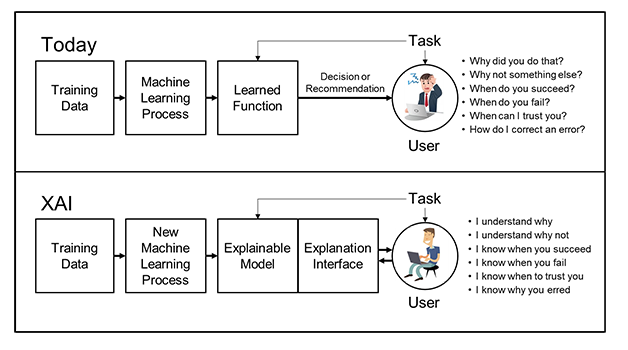 Today
Task
Training
Data
Machine
Learning
Process
Learned
Function
Decision or
Recommendation
User
• Why did you do that?
• Why not something else?
• When do you succeed?
• When do you fail?
• When can I trust you?
• How do I correct an error?
XAI
Task
Training
Data
New
Machine
Learning
Process
Explainable
Model
Explanation
Interface
User
• I understand why
• I understand why not
• I know when you succeed
• I know when you fail
• I know when to trust you
• I know why you erred